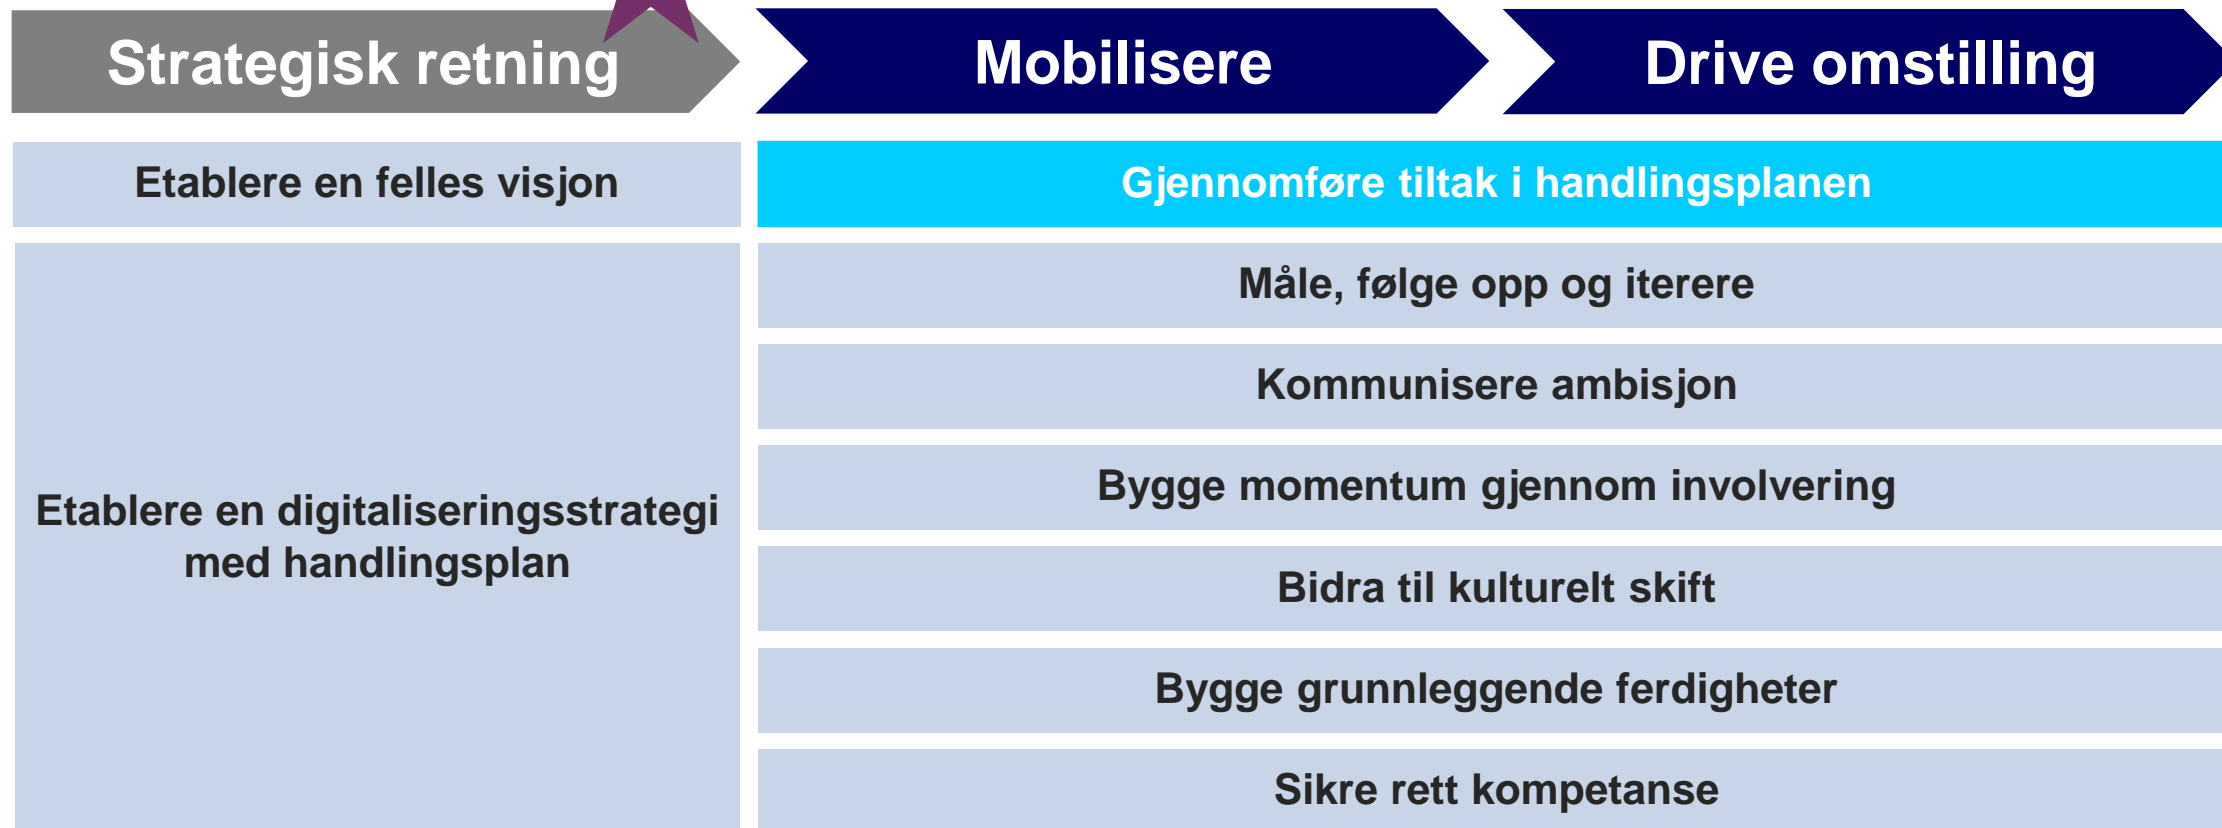 Strategisk retning
Mobilisere
Drive omstilling
Etablere en felles visjon
Etablere en digitaliseringsstrategi
med handlingsplan
Gjennomføre tiltak i handlingsplanen
Måle, følge opp og iterere
Kommunisere ambisjon
Bygge momentum gjennom involvering
Bidra til kulturelt skift
Bygge grunnleggende ferdigheter
Sikre rett kompetanse